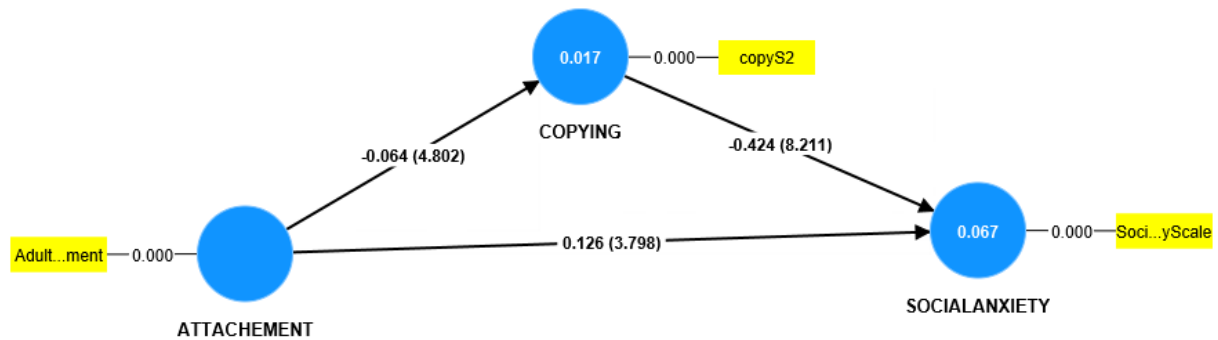 0.017
0.000
copyS2
COPYING
-0.064 (4.802)
-0.424 (8.211)
Adult...ment
0.000
0.126 (3.798)
0.067
0.000
Soci...yScale
SOCIALANXIETY
ATTACHEMENT